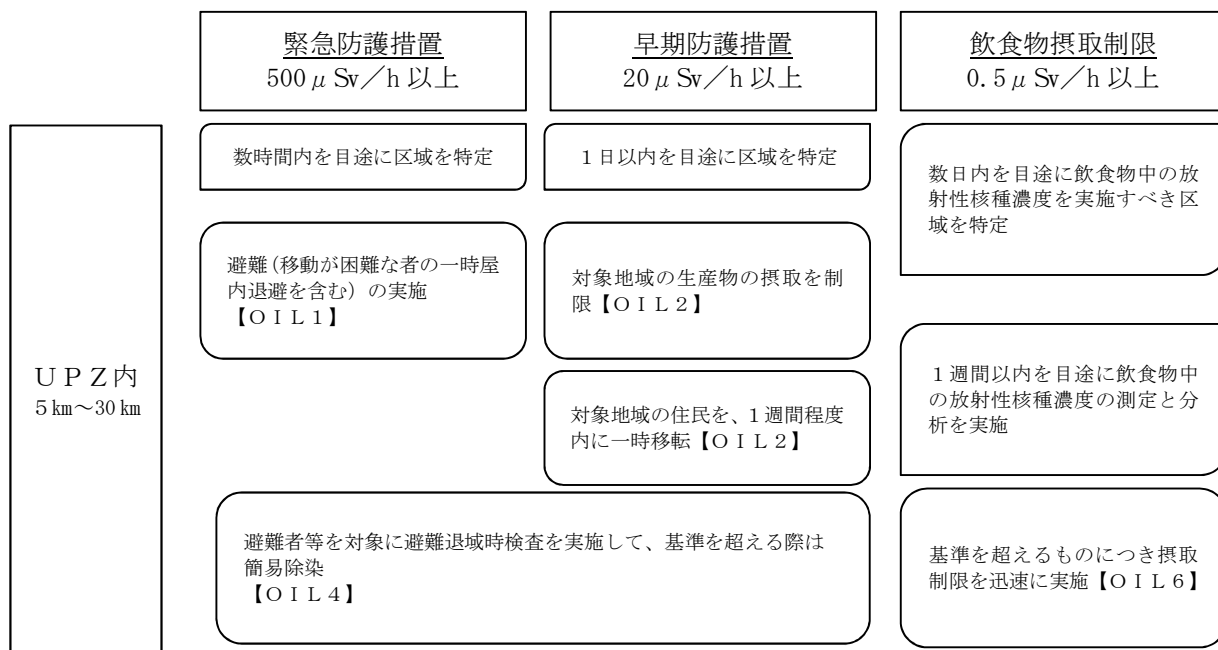 緊急防護措置
500μSv／h以上
早期防護措置
20μSv／h以上
飲食物摂取制限
0.5μSv／h以上
UPZ内
5㎞～30㎞
数時間内を目途に区域を特定
避難(移動が困難な者の一時屋
内退避を含む）の実施
【OIL1】
１日以内を目途に区域を特定
対象地域の生産物の摂取を制
限【OIL2】
対象地域の住民を、１週間程度
内に一時移転【OIL2】
避難者等を対象に避難退域時検査を実施して、基準を超える際は
簡易除染
【OIL4】
数日内を目途に飲食物中の放
射性核種濃度を実施すべき区
域を特定
１週間以内を目途に飲食物中
の放射性核種濃度の測定と分
析を実施
基準を超えるものにつき摂取
制限を迅速に実施【OIL6】